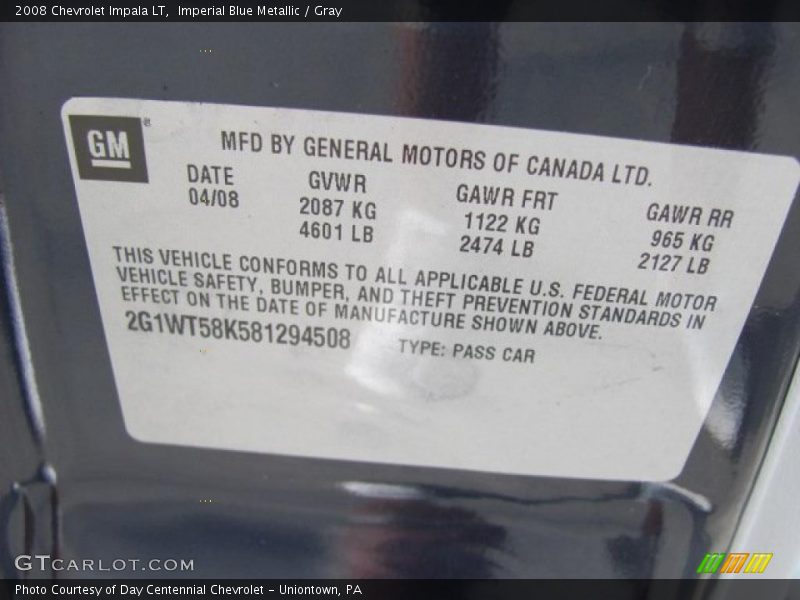 2008 Chevrolet Impala LT,  Imperial Blue Metallic / Gray
GM®
MFD BY GENERAL MOTORS OF CANADA LTD.
DATE GVWR GAWR FRT GAWR RR
04/08 2087 KG 1122 KG 965 KG
4601 LB 2474 LB 2127 LB
THIS VEHICLE CONFORMS TO ALL APPLICABLE U.S. FEDERAL MOTOR
VEHICLE SAFETY, BUMPER, AND THEFT PREVENTION STANDARDS IN
EFFECT ON THE DATE OF MANUFACTURE SHOWN ABOVE.
2G1WT58K581294508 TYPE: PASS CAR
GTCARLOT.COM
Photo Courtesy of Day Centennial Chevrolet - Uniontown, PA